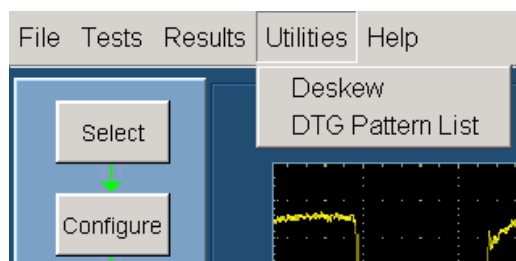 File Tests Results Utilities Help
Deskew
DTG Pattern List
Select
Configure